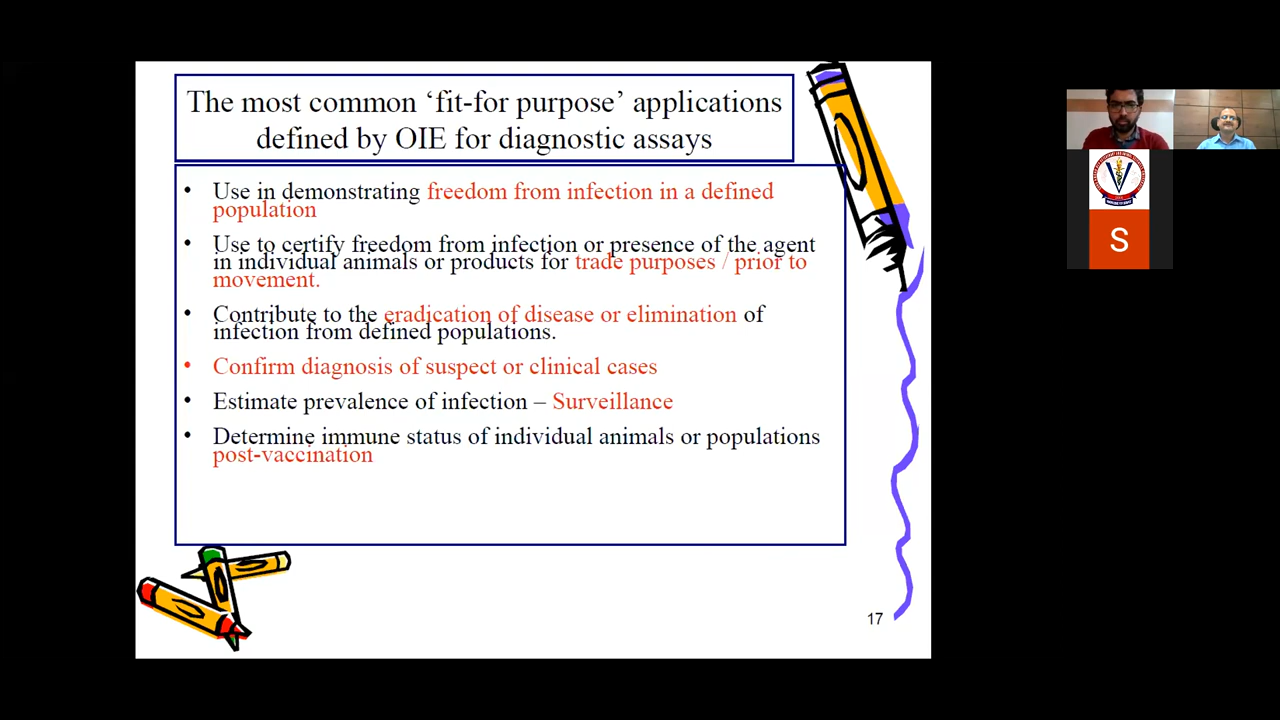 The most common ‘fit-for purpose’ applications
defined by OIE for diagnostic assays
• Use in demonstrating freedom from infection in a defined
population
• Use to certify freedom from infection or presence of the agent
in individual animals or products for trade purposes / prior to
movement.
• Contribute to the eradication of disease or elimination of
infection from defined populations.
• Confirm diagnosis of suspect or clinical cases
• Estimate prevalence of infection – Surveillance
• Determine immune status of individual animals or populations
post-vaccination
17
V
S